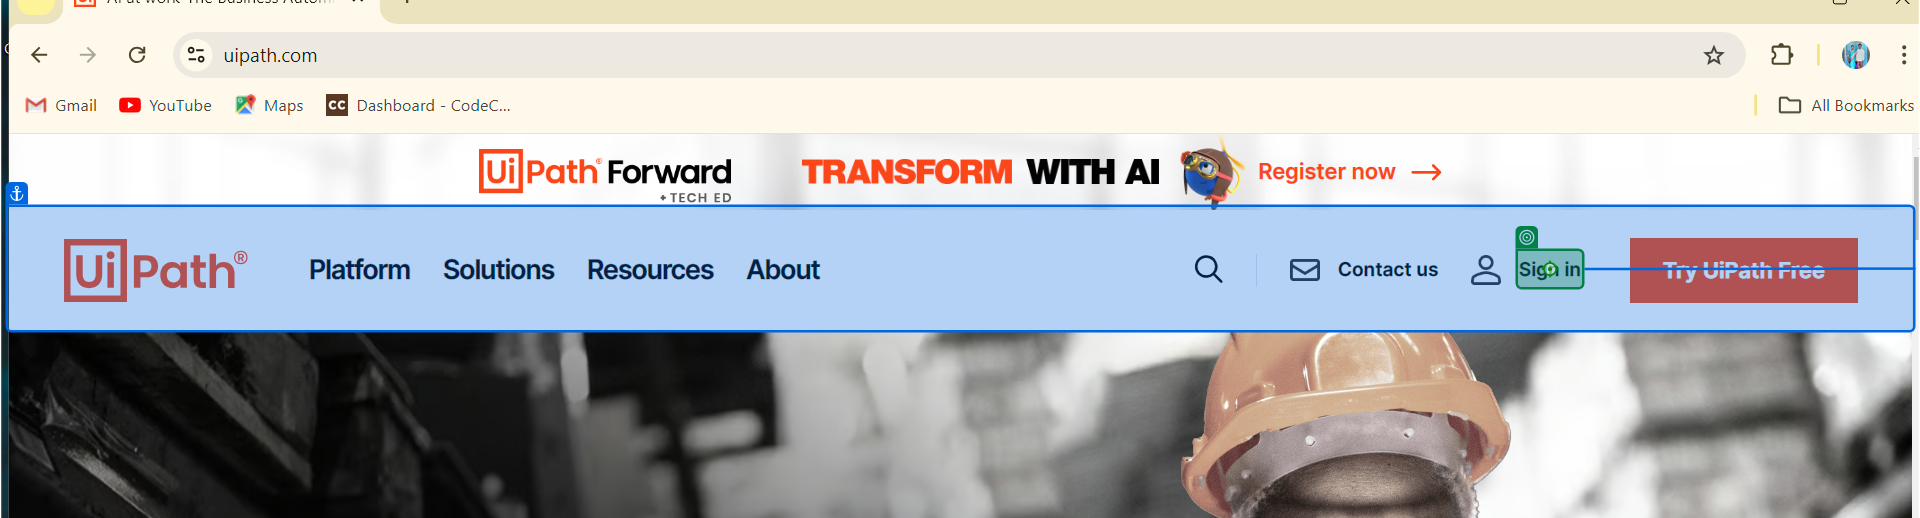 uipath.com
Gmail YouTube Maps CC Dashboard - CodeC... All Bookmarks
UiPath® Forward TRANSFORM WITH AI Register now →
+ TECH ED
UiPath® Platform Solutions Resources About Contact us Sign in Try UiPath Free